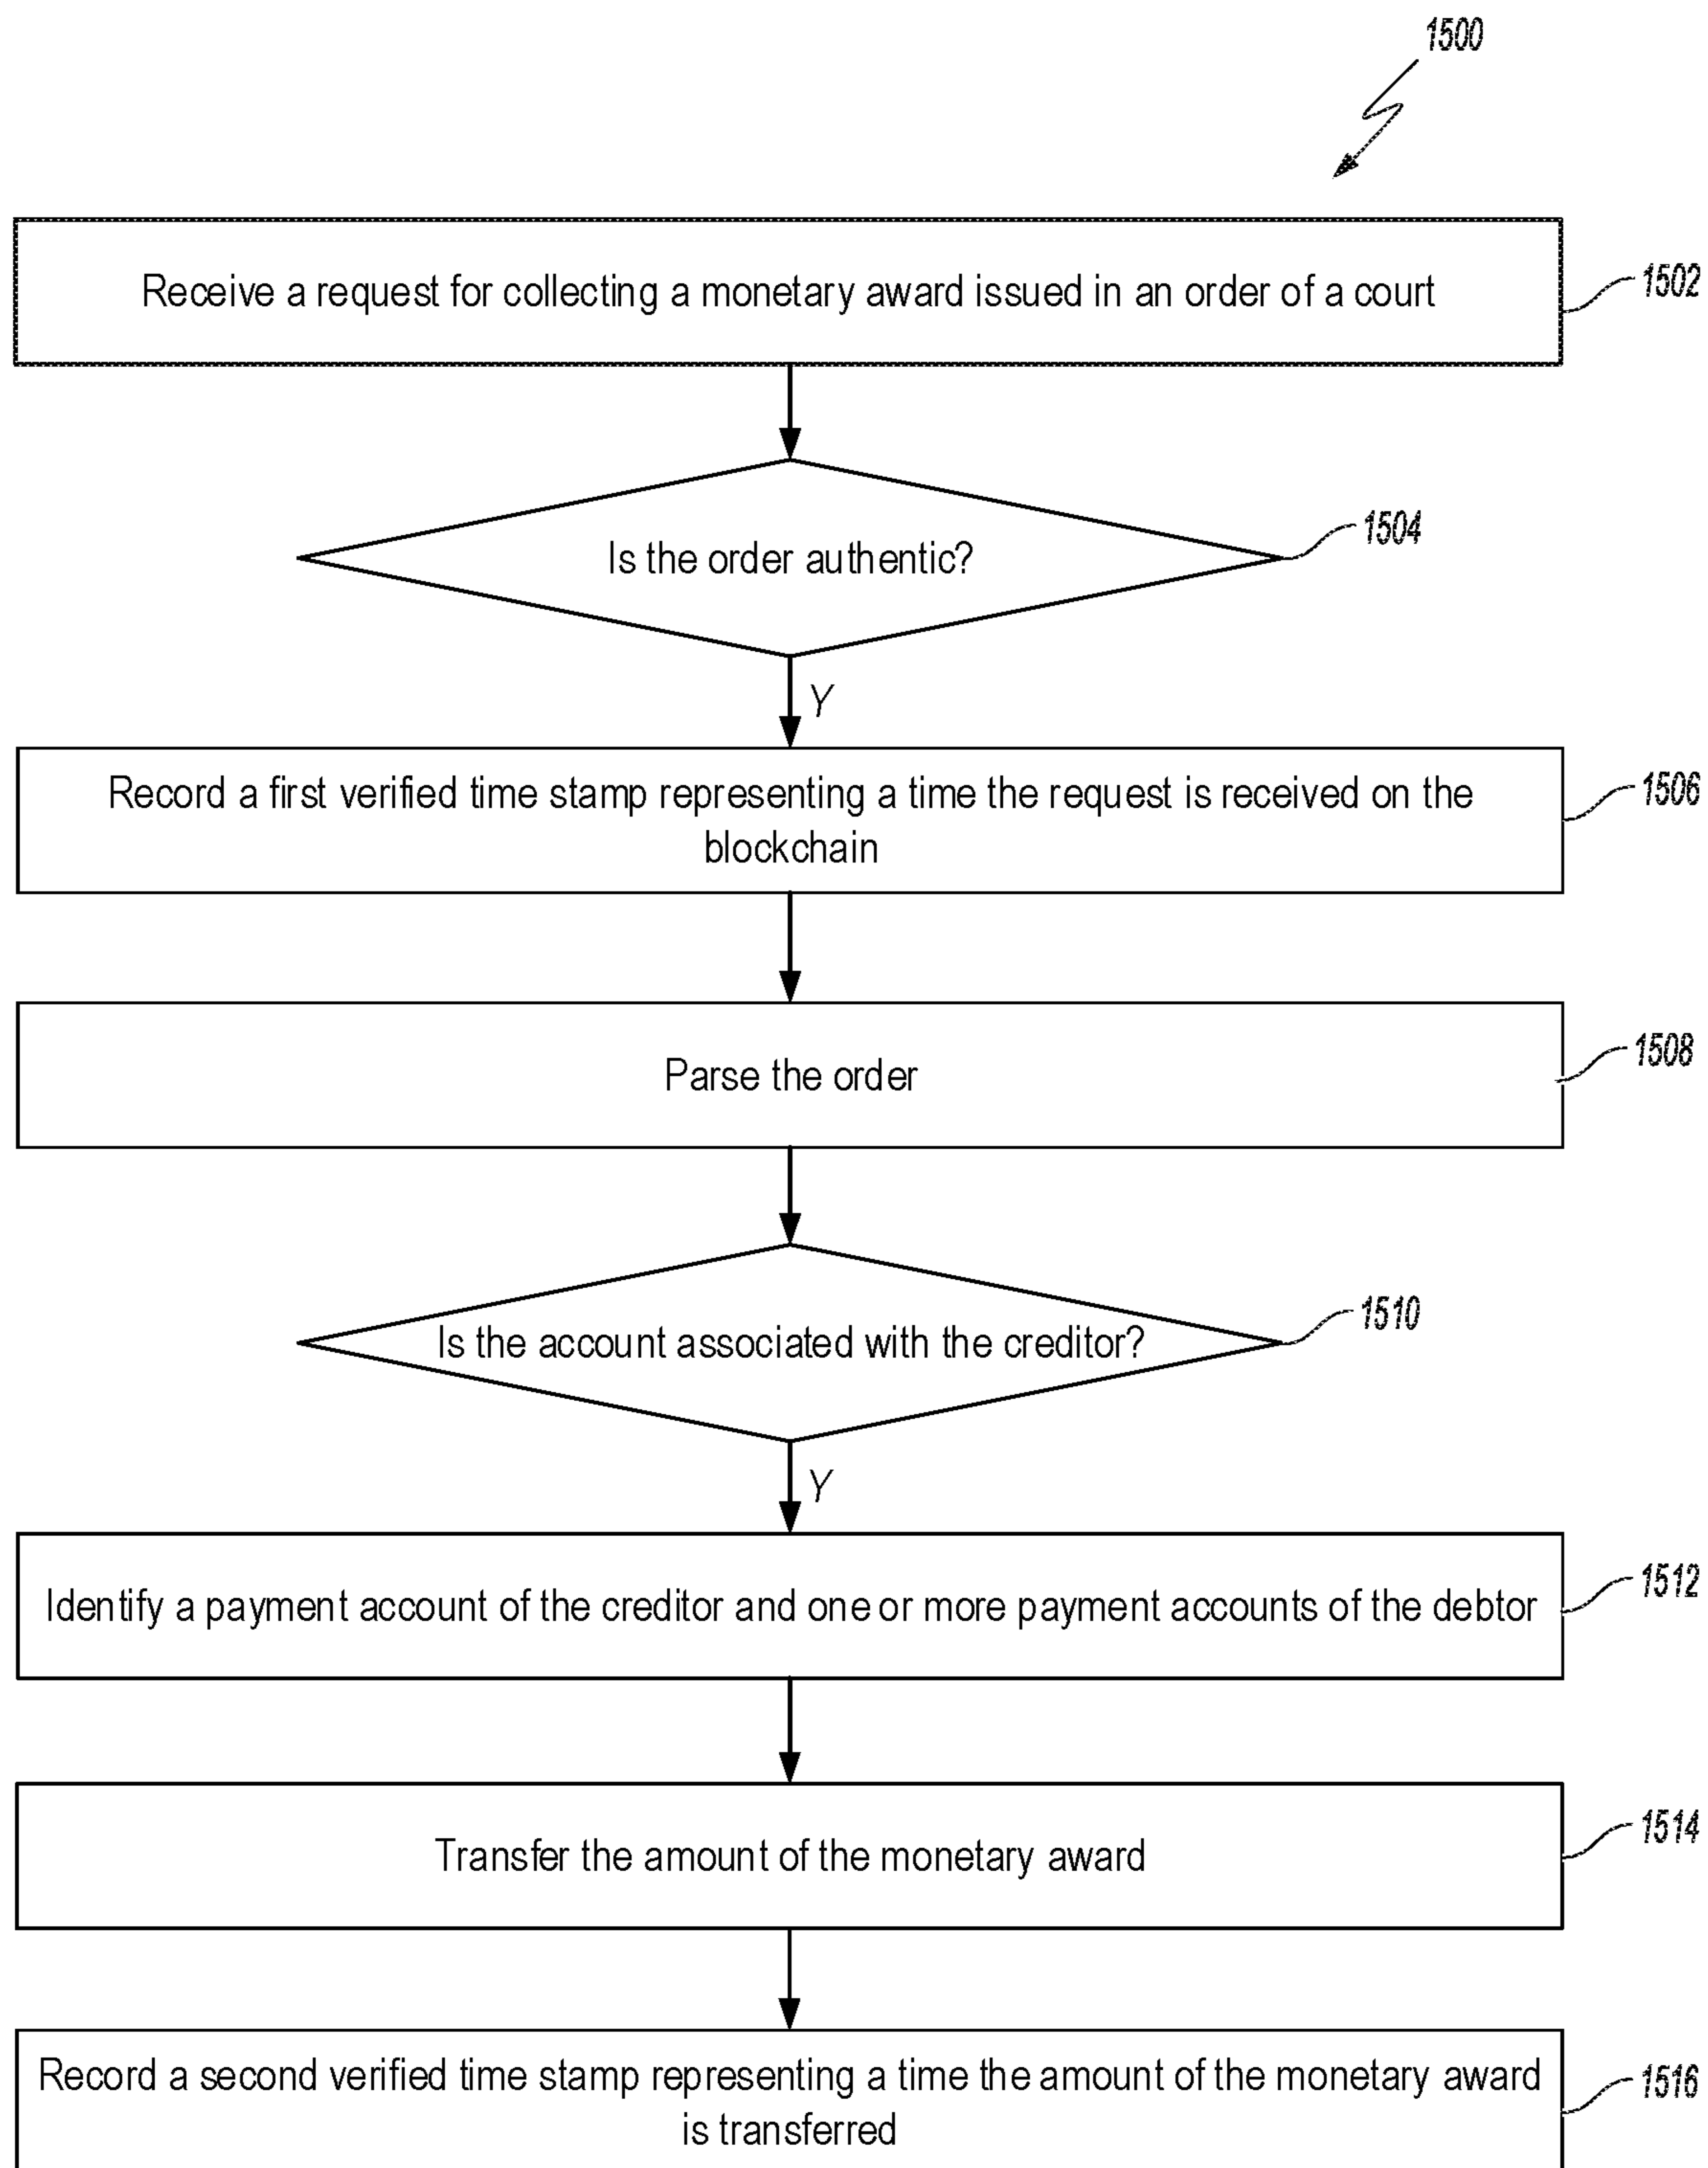 1500
Receive a request for collecting a monetary award issued in an order of a court
1502
Is the order authentic?
1504
Y
Record a first verified time stamp representing a time the request is received on the
blockchain
1506
Parse the order
1508
Is the account associated with the creditor?
1510
Y
Identify a payment account of the creditor and one or more payment accounts of the debtor
1512
Transfer the amount of the monetary award
1514
Record a second verified time stamp representing a time the amount of the monetary award
is transferred
1516